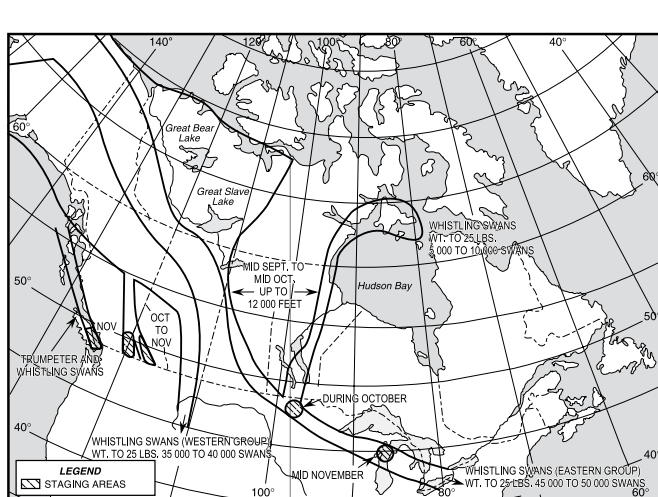 140°
120°
100°
80°
60°
40°
60°
Great Bear
Lake
Great Slave
Lake
60°
WHISTLING SWANS
WT. TO 25 LBS.
000 TO 10 000 SWANS
MID SEPT. TO
MID OCT.
UP TO
12 000 FEET
Hudson Bay
50°
NOV
OCT
TO
NOV
50°
TRUMPETER AND
WHISTLING SWANS
DURING OCTOBER
40°
WHISTLING SWANS (WESTERN GROUP)
WT. TO 25 LBS. 35 000 TO 40 000 SWANS
40°
LEGEND
STAGING AREAS
MID NOVEMBER
WHISTLING SWANS (EASTERN GROUP)
WT. TO 25 LBS. 45 000 TO 50 000 SWANS
100°
80°
60°